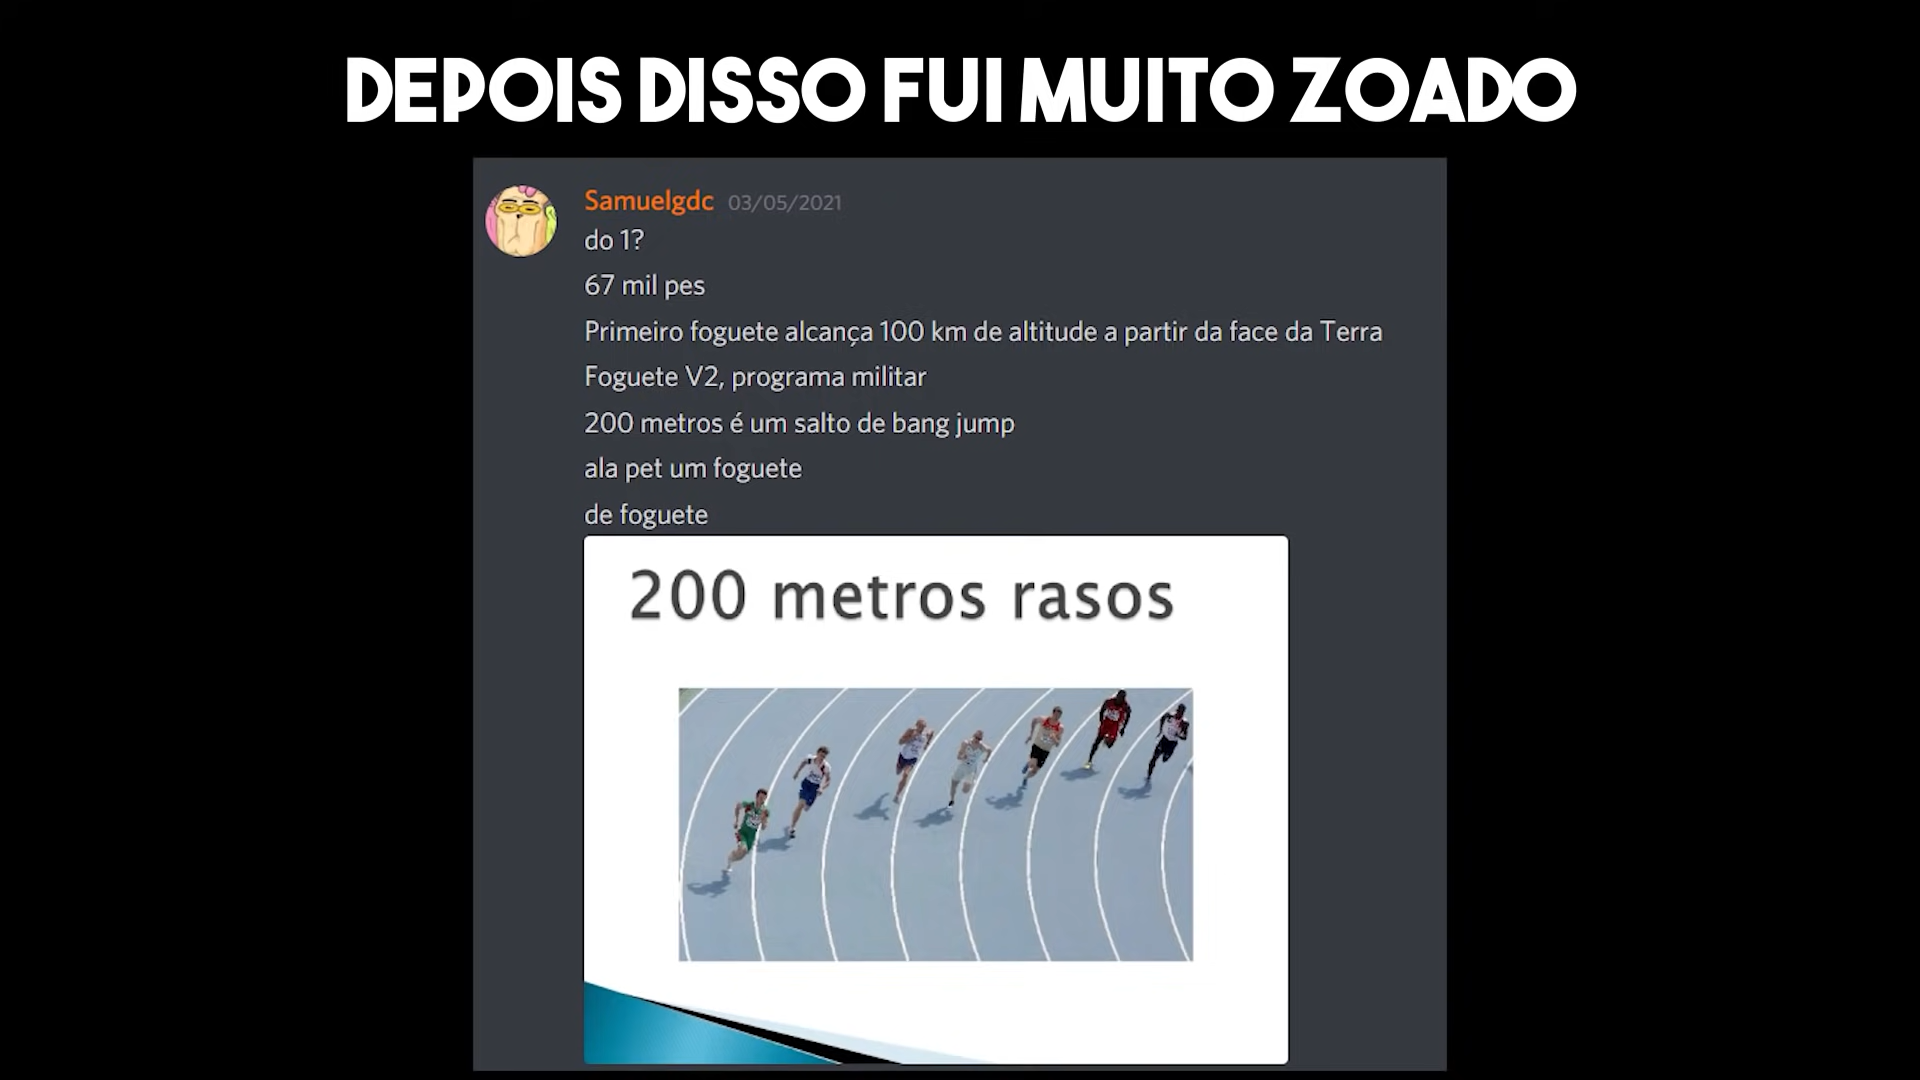 DEPOIS DISSO FUI MUITO ZOADO
Samuelgdc 03/05/2021
do 1?
67 mil pes
Primeiro foguete alcança 100 km de altitude a partir da face da Terra
Foguete V2, programa militar
200 metros é um salto de bang jump
ala pet um foguete
de foguete
200 metros rasos